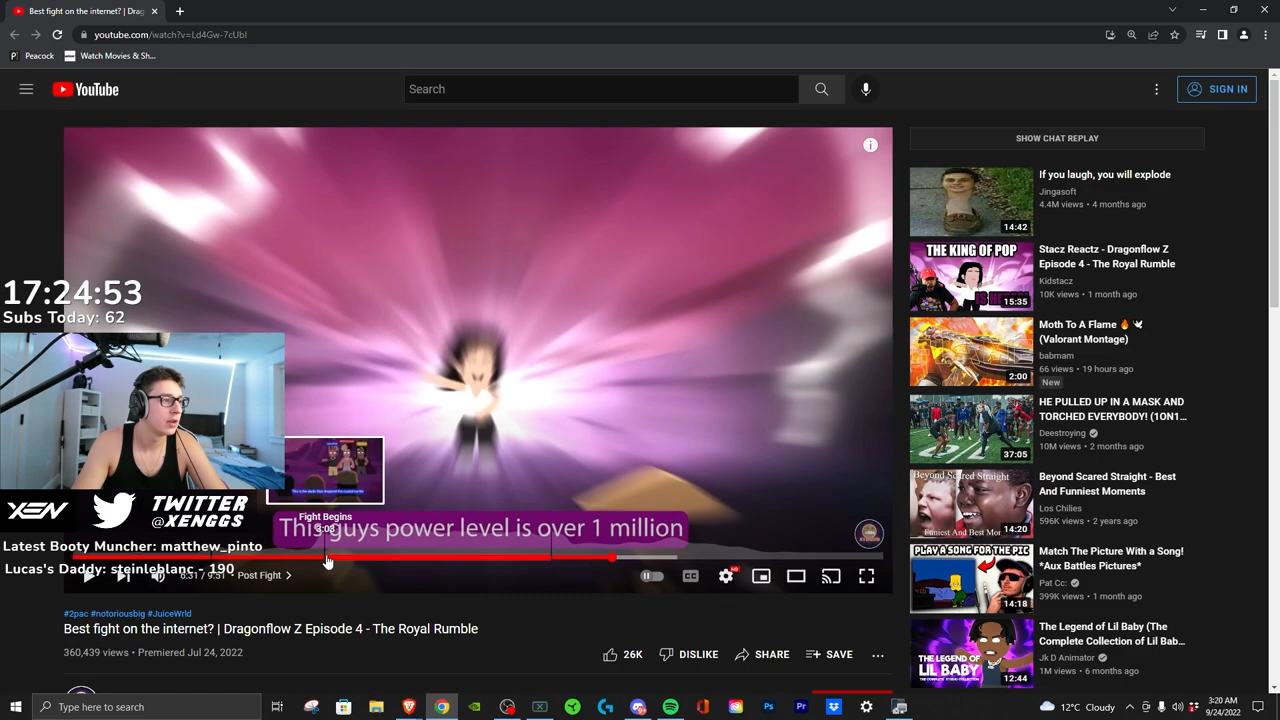 Best fight on the internet? | Drag
youtube.com/watch?v=Ld4Gw-7cUbI
Peacock
Watch Movies & Sh...
YouTube
Search
SIGN IN
SHOW CHAT REPLAY
If you laugh, you will explode
Jingasoft
4.4M views • 4 months ago
14:42
THE KING OF POP
Stacz Reactz - Dragonflow Z
Episode 4 - The Royal Rumble
Kidstacz
10K views • 1 month ago
15:35
17:24:53
Subs Today: 62
Moth To A Flame 🔥 🕊
(Valorant Montage)
babmam
66 views • 19 hours ago
New
2:00
HE PULLED UP IN A MASK AND
TORCHED EVERYBODY! (1ON1...
Deestroying
10M views • 2 months ago
37:05
Beyond Scared Straight
Beyond Scared Straight - Best
And Funniest Moments
Los Chilies
596K views • 2 years ago
14:20
XEN
TWITTER
@XENGGS
Fight Begins
3:03
This guys power level is over 1 million
Latest Booty Muncher: matthew_pinto
Lucas's Daddy: steinleblanc - 190
6:31 / 9:51 • Post Fight
HD
CC
PLAY A SONG FOR THE PIC
Match The Picture With a Song!
*Aux Battles Pictures*
Pat Cc:
399K views • 1 month ago
14:18
#2pac #notoriousbig #JuiceWrld
Best fight on the internet? | Dragonflow Z Episode 4 - The Royal Rumble
360,439 views • Premiered Jul 24, 2022
26K
DISLIKE
SHARE
SAVE
THE LEGEND OF
LIL BABY
The Legend of Lil Baby (The
Complete Collection of Lil Bab...
Jk D Animator
1M views • 6 months ago
12:44
Type here to search
12°C Cloudy
3:20 AM
9/24/2022